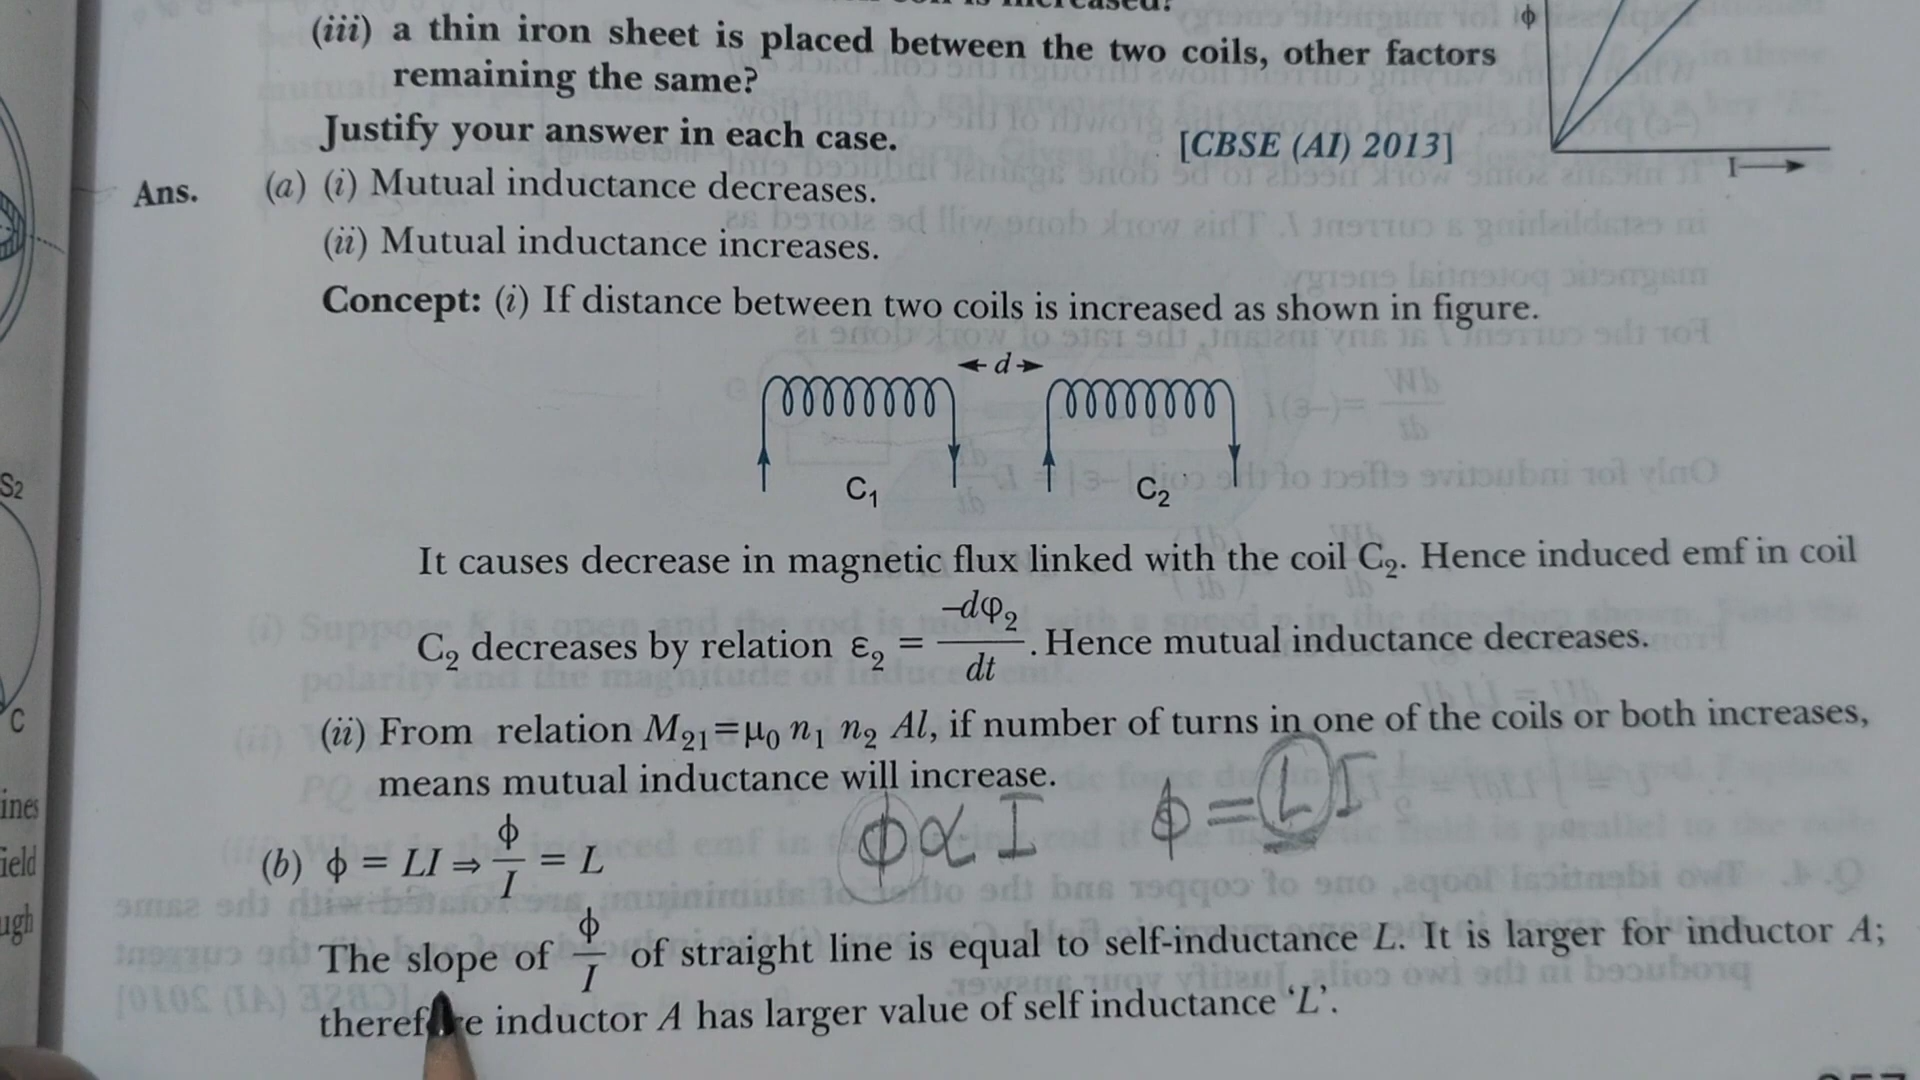 (iii) a thin iron sheet is placed between the two coils, other factors
remaining the same?
Justify your answer in each case. [CBSE (AI) 2013]
ϕ
I
Ans. (a) (i) Mutual inductance decreases.
(ii) Mutual inductance increases.
Concept: (i) If distance between two coils is increased as shown in figure.
d
C₁ C₂
It causes decrease in magnetic flux linked with the coil C₂. Hence induced emf in coil
C₂ decreases by relation ε₂ = –dφ₂/dt. Hence mutual inductance decreases.
(ii) From relation M₂₁=μ₀ n₁ n₂ Al, if number of turns in one of the coils or both increases,
means mutual inductance will increase.
ϕ ∝ I ϕ = LI
(b) ϕ = LI ⇒ ϕ/I = L
The slope of ϕ/I of straight line is equal to self-inductance L. It is larger for inductor A;
inductor A has larger value of self inductance ‘L’.
S₂
C